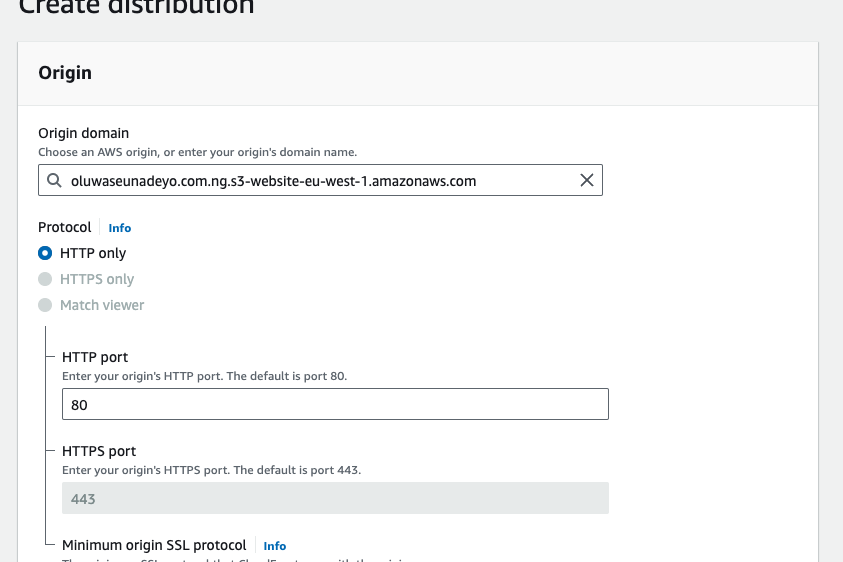 Create distribution
Origin
Origin domain
Choose an AWS origin, or enter your origin's domain name.
oluwaseunadeyo.com.ng.s3-website-eu-west-1.amazonaws.com
Protocol Info
HTTP only
HTTPS only
Match viewer
HTTP port
Enter your origin's HTTP port. The default is port 80.
80
HTTPS port
Enter your origin's HTTPS port. The default is port 443.
443
Minimum origin SSL protocol Info